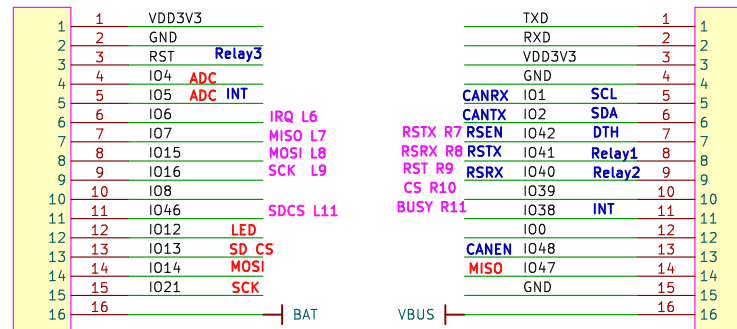 1 1 VDD3V3 TXD 1 1
2 2 GND RXD 2 2
3 3 RST Relay3 VDD3V3 3 3
4 4 IO4 ADC GND 4 4
5 5 IO5 ADC INT CANRX IO1 SCL 5 5
6 6 IO6 IRQ L6 CANTX IO2 SDA 6 6
7 7 IO7 MISO L7 RSTX R7 RSEN IO42 DTH 7 7
8 8 IO15 MOSI L8 RSRX R8 RSTX IO41 Relay1 8 8
9 9 IO16 SCK L9 RST R9 RSRX IO40 Relay2 9 9
10 10 IO8 CS R10 IO39 10 10
11 11 IO46 SDCS L11 BUSY R11 IO38 INT 11 11
12 12 IO12 LED IO0 12 12
13 13 IO13 SD CS CANEN IO48 13 13
14 14 IO14 MOSI MISO IO47 14 14
15 15 IO21 SCK GND 15 15
16 16 BAT VBUS 16 16